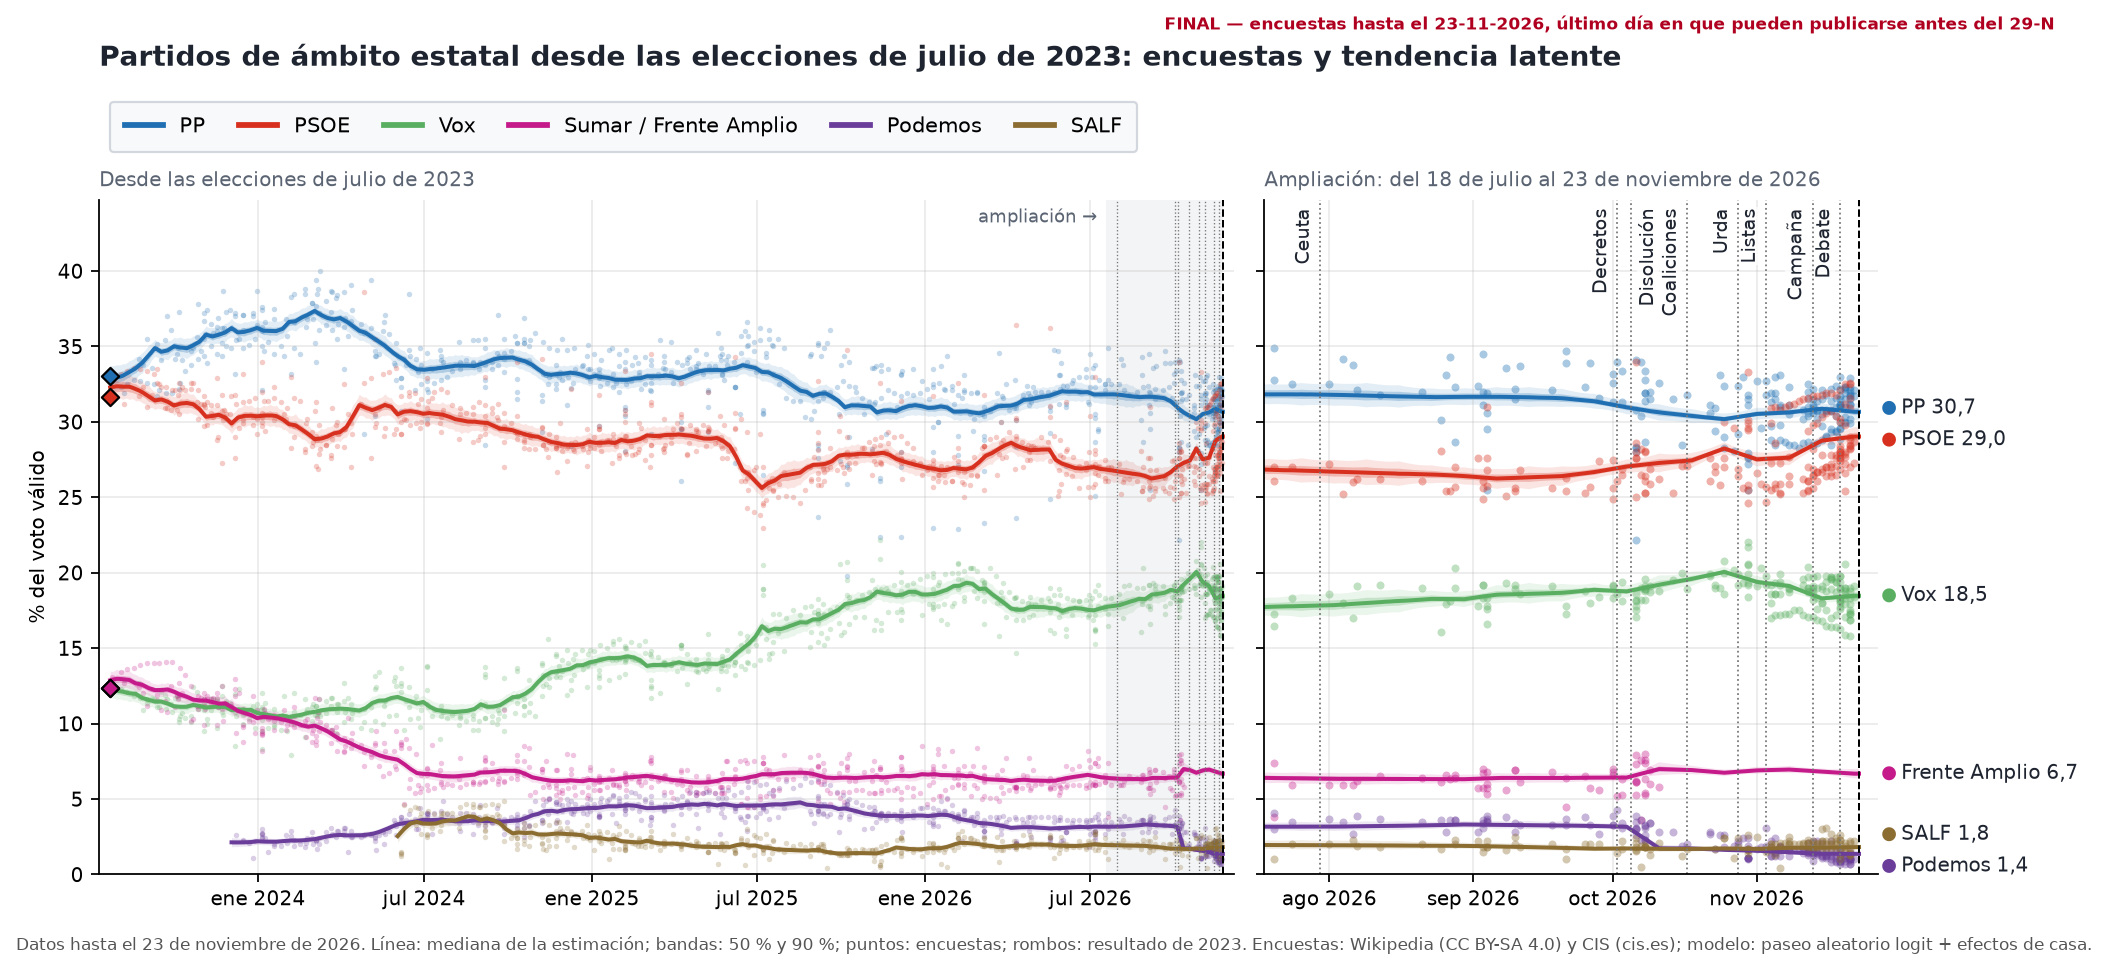 FINAL — encuestas hasta el 23-11-2026, último día en que pueden publicarse antes del 29-N
Partidos de ámbito estatal desde las elecciones de julio de 2023: encuestas y tendencia latente
PP PSOE Vox Sumar / Frente Amplio Podemos SALF
Desde las elecciones de julio de 2023
Ampliación: del 18 de julio al 23 de noviembre de 2026
ampliación →
Ceuta
Decretos
Disolución
Coaliciones
Urda
Listas
Campaña
Debate
% del voto válido
40
35
30
25
20
15
10
5
0
PP 30,7
PSOE 29,0
Vox 18,5
Frente Amplio 6,7
SALF 1,8
Podemos 1,4
ene 2024 jul 2024 ene 2025 jul 2025 ene 2026 jul 2026
ago 2026 sep 2026 oct 2026 nov 2026
Datos hasta el 23 de noviembre de 2026. Línea: mediana de la estimación; bandas: 50 % y 90 %; puntos: encuestas; rombos: resultado de 2023. Encuestas: Wikipedia (CC BY-SA 4.0) y CIS (cis.es); modelo: paseo aleatorio logit + efectos de casa.